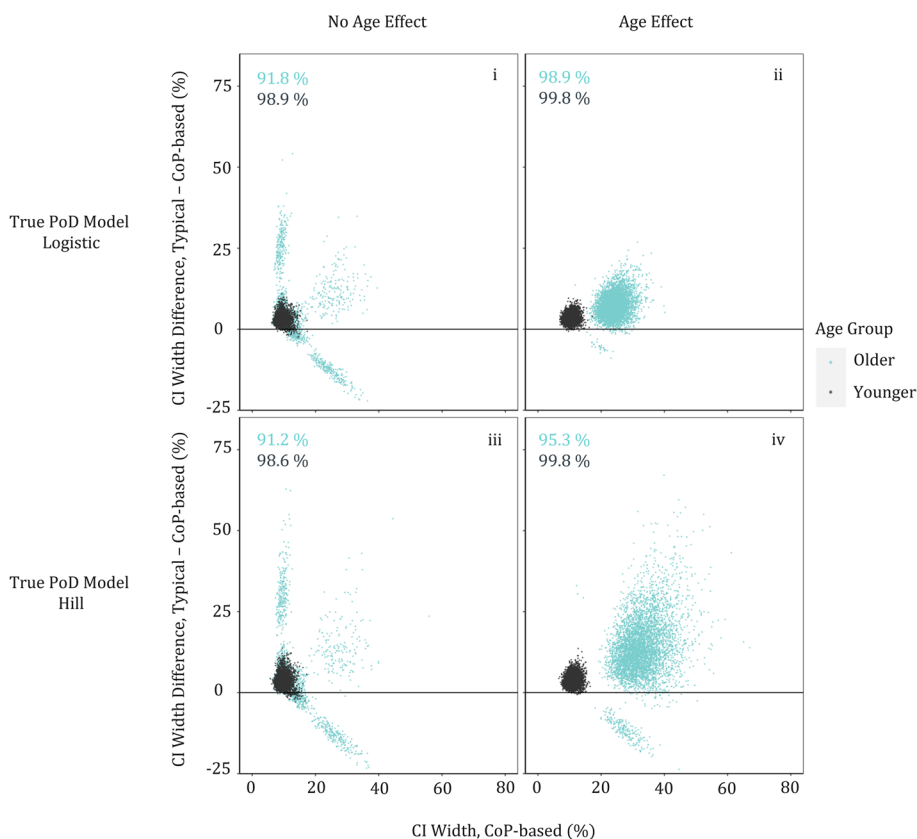 No Age Effect
Age Effect
True PoD Model
Logistic
CI Width Difference, Typical – CoP-based (%)
75
50
25
0
-25
91.8 %
98.9 %
i
98.9 %
99.8 %
ii
Age Group
Older
Younger
True PoD Model
Hill
CI Width Difference, Typical – CoP-based (%)
75
50
25
0
-25
91.2 %
98.6 %
iii
95.3 %
99.8 %
iv
0
20
40
60
80
0
20
40
60
80
CI Width, CoP-based (%)